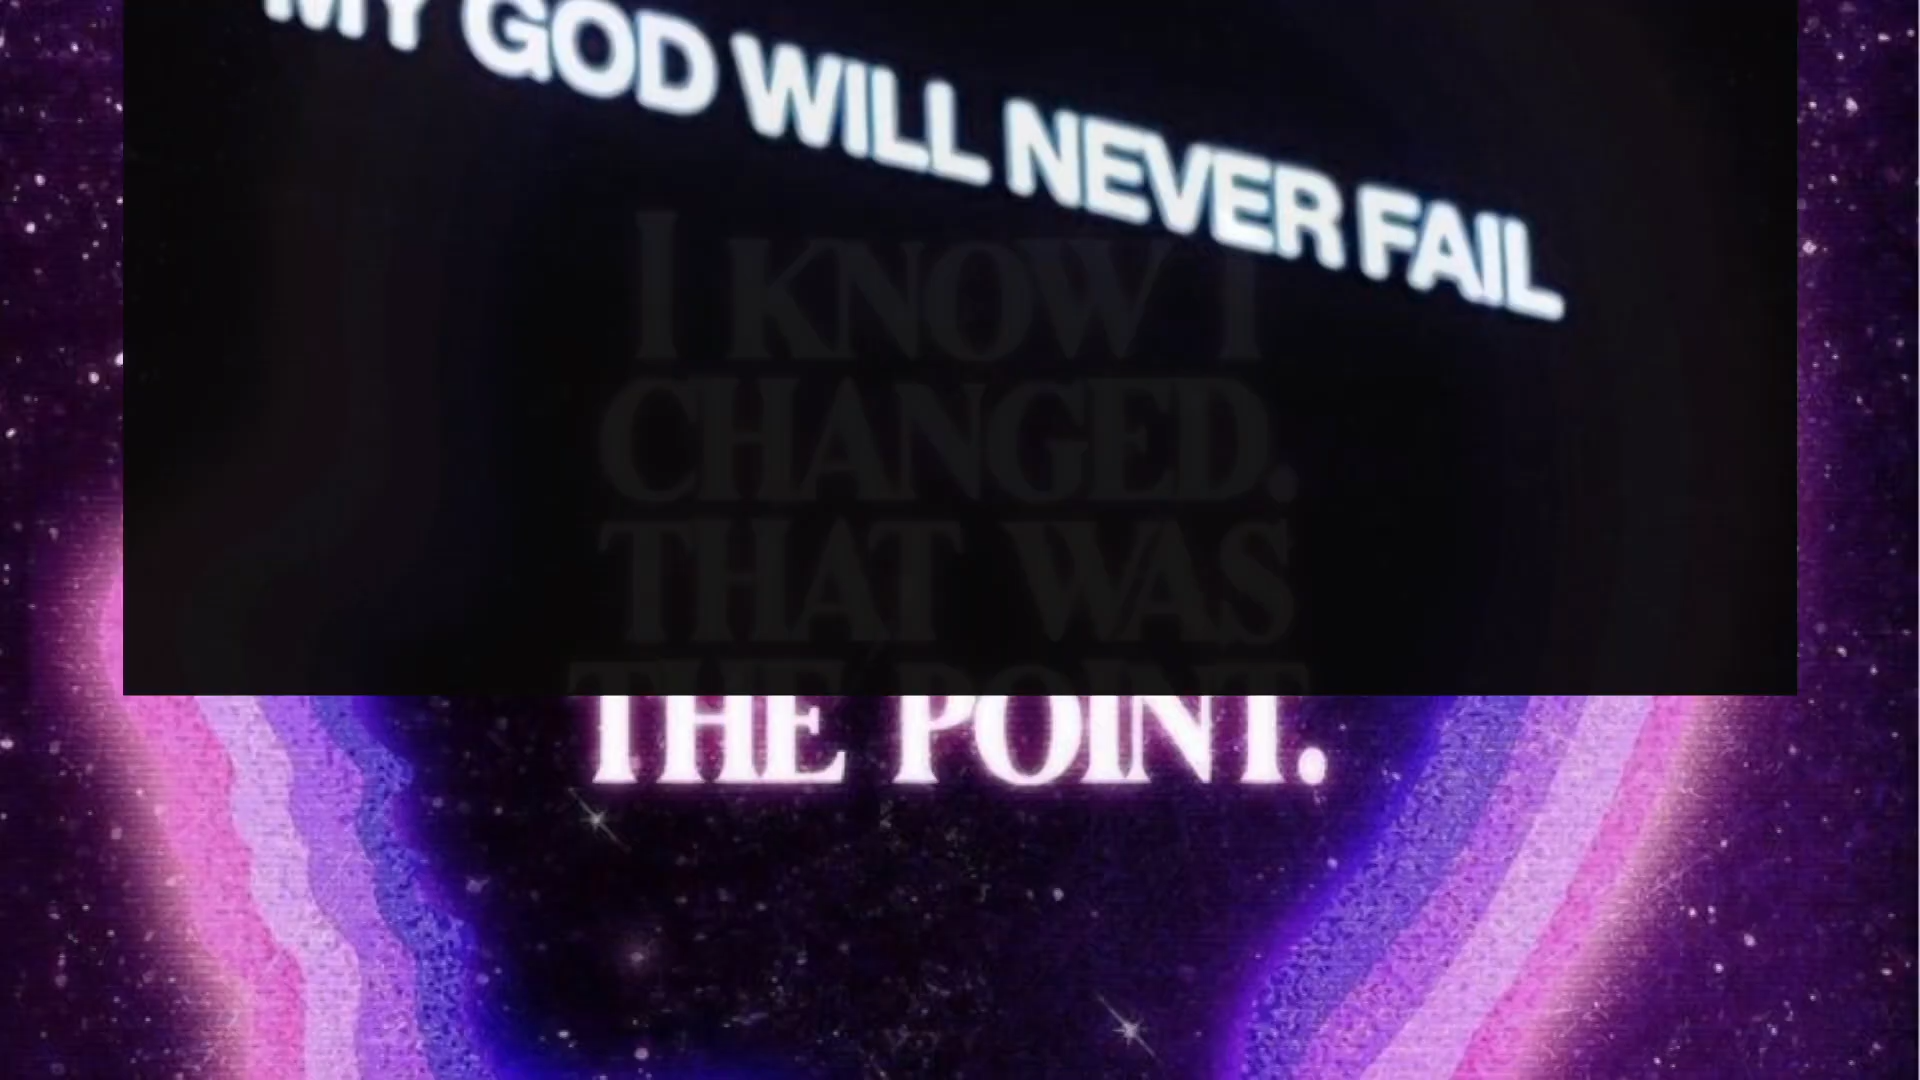 MY GOD WILL NEVER FAIL
I KNOW I
CHANGED.
THAT WAS
THE POINT.